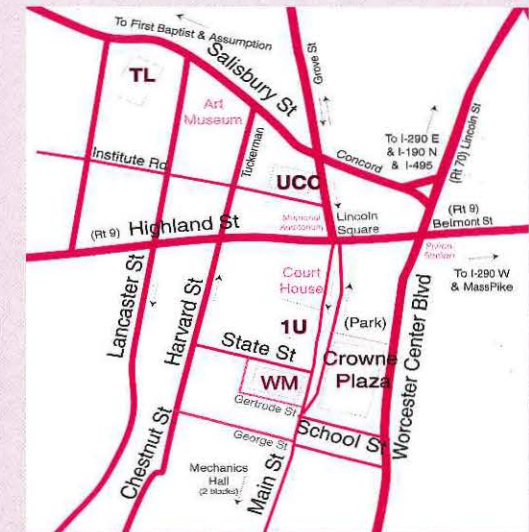 To First Baptist & Assumption
Salisbury St
Grove St
TL
Art
Museum
Tuckerman
Institute Rd
Concord
To I-290 E
& I-190 N
& I-495
(Rt 70) Lincoln St
UCC
(Rt 9) Highland St
Memorial
Auditorium
Lincoln
Square
(Rt 9)
Belmont St
Police
Station
To I-290 W
& MassPike
Court
House
Lancaster St
Harvard St
1U
(Park)
State St
Crowne
Plaza
WM
Gertrude St
Worcester Center Blvd
School St
George St
Chestnut St
Main St
Mechanics
Hall
(2 blocks)